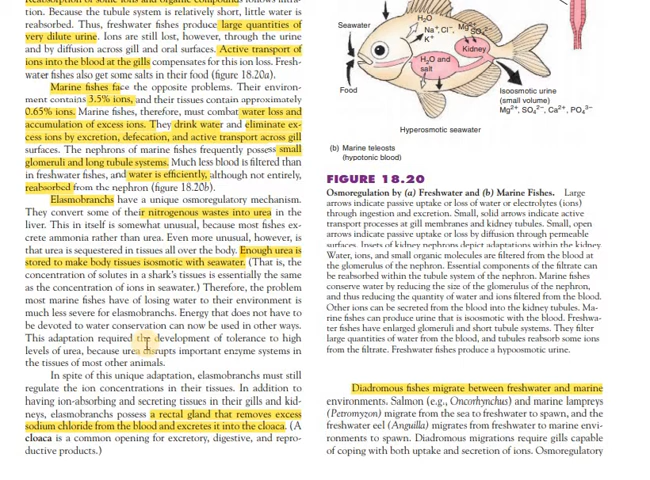 Reabsorption of some ions and organic compounds follows filtra-
tion. Because the tubule system is relatively short, little water is
reabsorbed. Thus, freshwater fishes produce large quantities of
very dilute urine. Ions are still lost, however, through the urine
and by diffusion across gill and oral surfaces. Active transport of
ions into the blood at the gills compensates for this ion loss. Fresh-
water fishes also get some salts in their food (figure 18.20a).
Marine fishes face the opposite problems. Their environ-
ment contains 3.5% ions, and their tissues contain approximately
0.65% ions. Marine fishes, therefore, must combat water loss and
accumulation of excess ions. They drink water and eliminate ex-
cess ions by excretion, defecation, and active transport across gill
surfaces. The nephrons of marine fishes frequently possess small
glomeruli and long tubule systems. Much less blood is filtered than
in freshwater fishes, and water is efficiently, although not entirely,
reabsorbed from the nephron (figure 18.20b).
Elasmobranchs have a unique osmoregulatory mechanism.
They convert some of their nitrogenous wastes into urea in the
liver. This in itself is somewhat unusual, because most fishes ex-
crete ammonia rather than urea. Even more unusual, however, is
that urea is sequestered in tissues all over the body. Enough urea is
stored to make body tissues isosmotic with seawater. (That is, the
concentration of solutes in a shark's tissues is essentially the same
as the concentration of ions in seawater.) Therefore, the problem
most marine fishes have of losing water to their environment is
much less severe for elasmobranchs. Energy that does not have to
be devoted to water conservation can now be used in other ways.
This adaptation required the development of tolerance to high
levels of urea, because urea disrupts important enzyme systems in
the tissues of most other animals.
In spite of this unique adaptation, elasmobranchs must still
regulate the ion concentrations in their tissues. In addition to
having ion-absorbing and secreting tissues in their gills and kid-
neys, elasmobranchs possess a rectal gland that removes excess
sodium chloride from the blood and excretes it into the cloaca. (A
cloaca is a common opening for excretory, digestive, and repro-
ductive products.)
Seawater
H₂O
Na⁺, Cl⁻,
K⁺
Mg²⁺
SO₄²⁻
Kidney
H₂O and
salt
Food
Isoosmotic urine
(small volume)
Mg²⁺, SO₄²⁻, Ca²⁺, PO₄³⁻
Hyperosmotic seawater
(b) Marine teleosts
(hypotonic blood)
FIGURE 18.20
Osmoregulation by (a) Freshwater and (b) Marine Fishes. Large
arrows indicate passive uptake or loss of water or electrolytes (ions)
through ingestion and excretion. Small, solid arrows indicate active
transport processes at gill membranes and kidney tubules. Small, open
arrows indicate passive uptake or loss by diffusion through permeable
surfaces. Insets of kidney nephrons depict adaptations within the kidney.
Water, ions, and small organic molecules are filtered from the blood at
the glomerulus of the nephron. Essential components of the filtrate can
be reabsorbed within the tubule system of the nephron. Marine fishes
conserve water by reducing the size of the glomerulus of the nephron,
and thus reducing the quantity of water and ions filtered from the blood.
Other ions can be secreted from the blood into the kidney tubules. Ma-
rine fishes can produce urine that is isoosmotic with the blood. Freshwa-
ter fishes have enlarged glomeruli and short tubule systems. They filter
large quantities of water from the blood, and tubules reabsorb some ions
from the filtrate. Freshwater fishes produce a hypoosmotic urine.
Diadromous fishes migrate between freshwater and marine
environments. Salmon (e.g., Oncorhynchus) and marine lampreys
(Petromyzon) migrate from the sea to freshwater to spawn, and the
freshwater eel (Anguilla) migrates from freshwater to marine envi-
ronments to spawn. Diadromous migrations require gills capable
of coping with both uptake and secretion of ions. Osmoregulatory